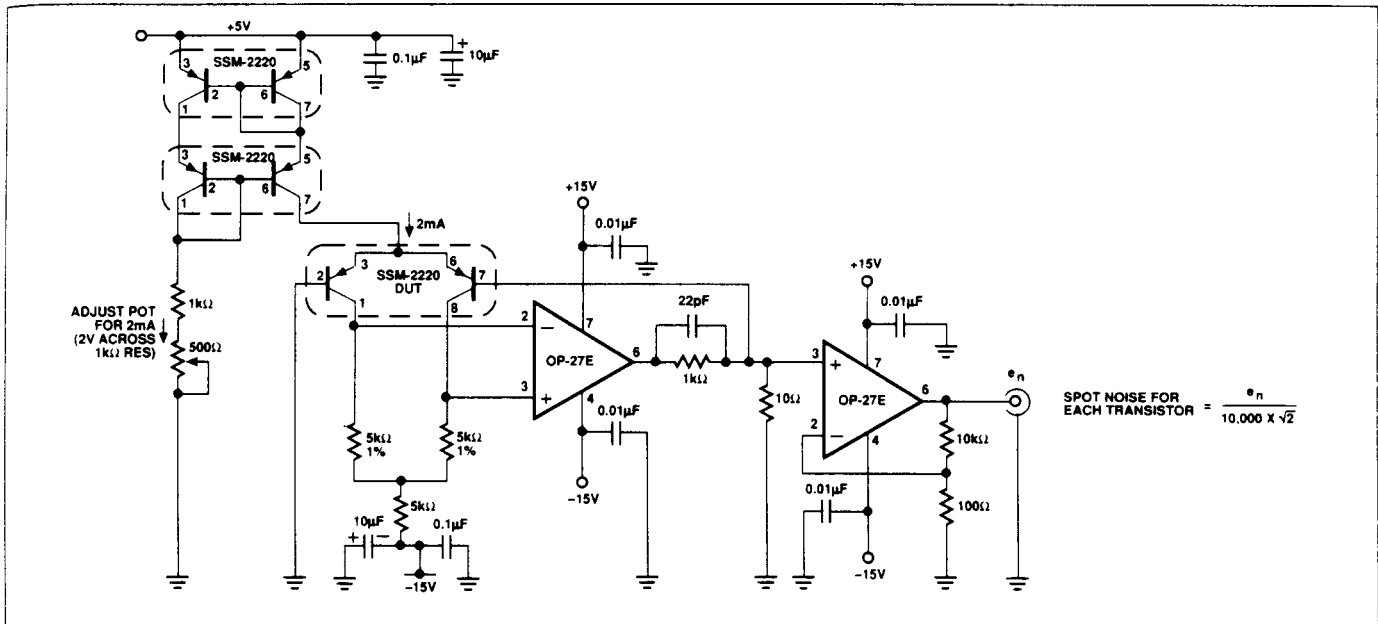 +5V
0.1µF
+
10µF
SSM-2220
3
5
2
6
1
7
SSM-2220
3
5
2
6
1
7
2mA
3
6
2
SSM-2220
DUT
7
1
8
ADJUST POT
FOR 2mA
(2V ACROSS
1kΩ RES)
1kΩ
500Ω
+15V
0.01µF
2
−
7
OP-27E
6
3
+
4
0.01µF
−15V
22pF
1kΩ
10Ω
5kΩ
1%
5kΩ
1%
5kΩ
10µF
+
−
0.1µF
−15V
+15V
0.01µF
3
+
7
OP-27E
6
2
−
4
0.01µF
−15V
10kΩ
100Ω
en
SPOT NOISE FOR
EACH TRANSISTOR = en
10,000 X √2